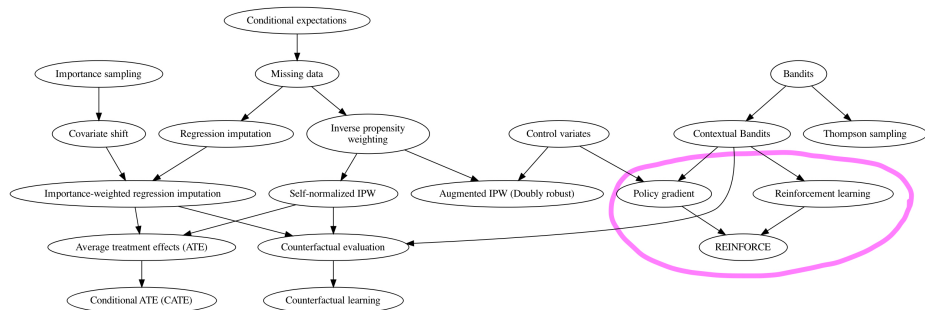 Conditional expectations
Importance sampling
Missing data
Bandits
Covariate shift
Regression imputation
Inverse propensity
weighting
Control variates
Contextual Bandits
Thompson sampling
Importance-weighted regression imputation
Self-normalized IPW
Augmented IPW (Doubly robust)
Policy gradient
Reinforcement learning
Average treatment effects (ATE)
Counterfactual evaluation
REINFORCE
Conditional ATE (CATE)
Counterfactual learning